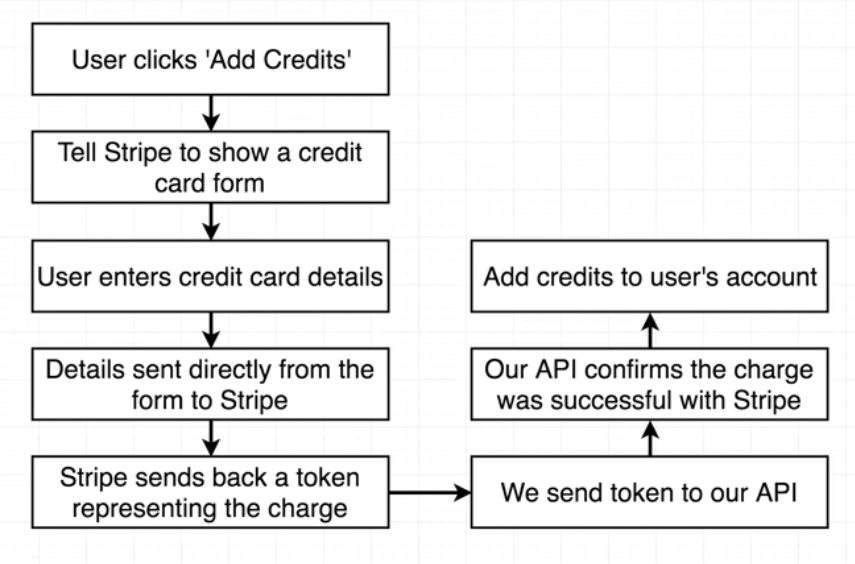 User clicks 'Add Credits'
Tell Stripe to show a credit
card form
User enters credit card details
Details sent directly from the
form to Stripe
Stripe sends back a token
representing the charge
We send token to our API
Our API confirms the charge
was successful with Stripe
Add credits to user's account